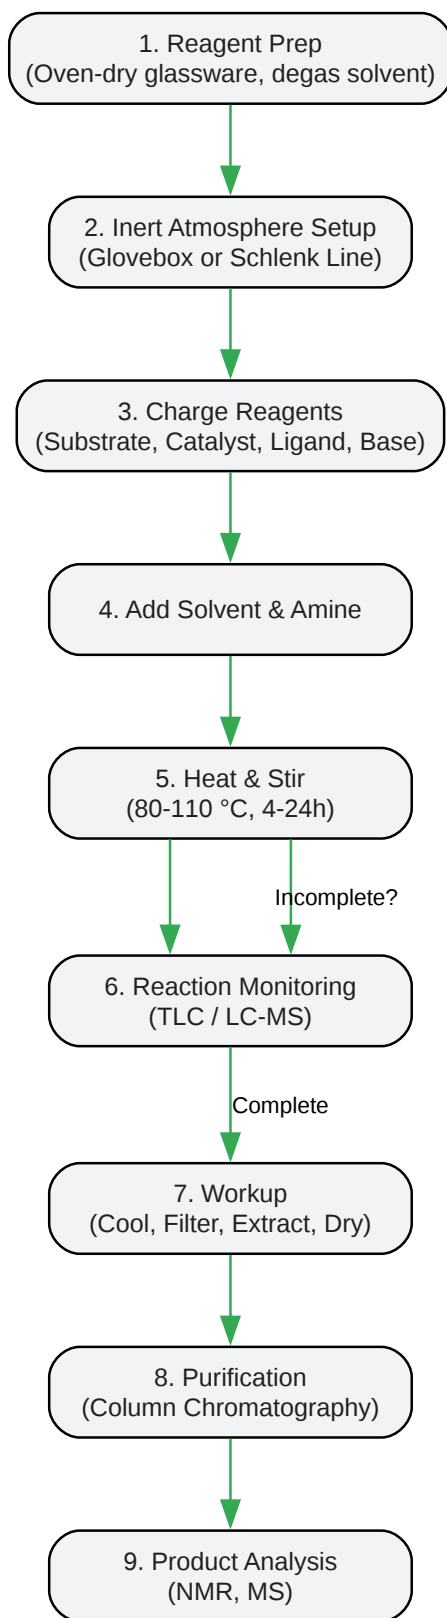 1. Reagent Prep
(Oven-dry glassware, degas solvent)
2. Inert Atmosphere Setup
(Glovebox or Schlenk Line)
3. Charge Reagents
(Substrate, Catalyst, Ligand, Base)
4. Add Solvent & Amine
5. Heat & Stir
(80-110 °C, 4-24h)
Incomplete?
6. Reaction Monitoring
(TLC / LC-MS)
Complete
7. Workup
(Cool, Filter, Extract, Dry)
8. Purification
(Column Chromatography)
9. Product Analysis
(NMR, MS)